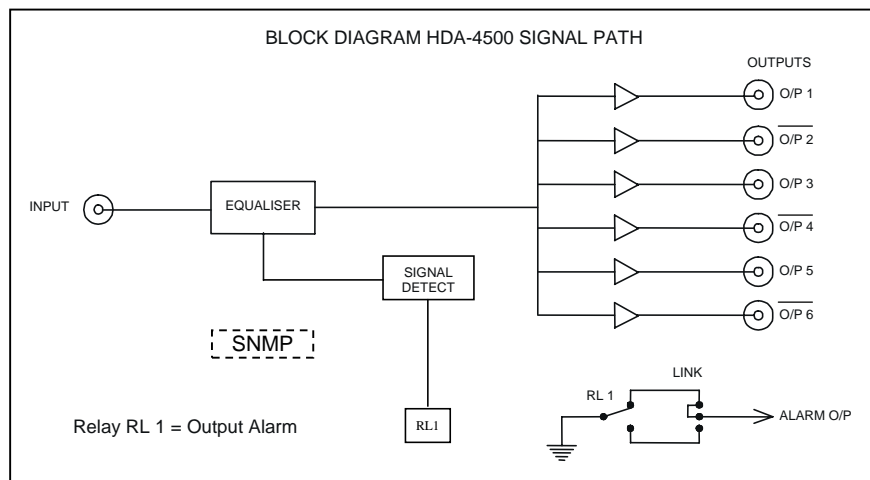 BLOCK DIAGRAM HDA-4500 SIGNAL PATH
OUTPUTS
O/P 1
O/P 2
O/P 3
INPUT
EQUALISER
O/P 4
SIGNAL
DETECT
O/P 5
O/P 6
SNMP
LINK
RL 1
ALARM O/P
Relay RL 1 = Output Alarm
RL1